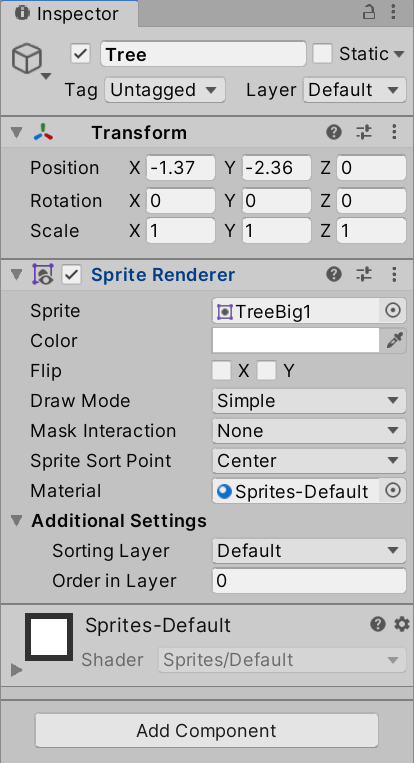 Inspector
Tree Static
Tag Untagged Layer Default
Transform
Position X -1.37 Y -2.36 Z 0
Rotation X 0 Y 0 Z 0
Scale X 1 Y 1 Z 1
Sprite Renderer
Sprite TreeBig1
Color
Flip X Y
Draw Mode Simple
Mask Interaction None
Sprite Sort Point Center
Material Sprites-Default
Additional Settings
Sorting Layer Default
Order in Layer 0
Sprites-Default
Shader Sprites/Default
Add Component